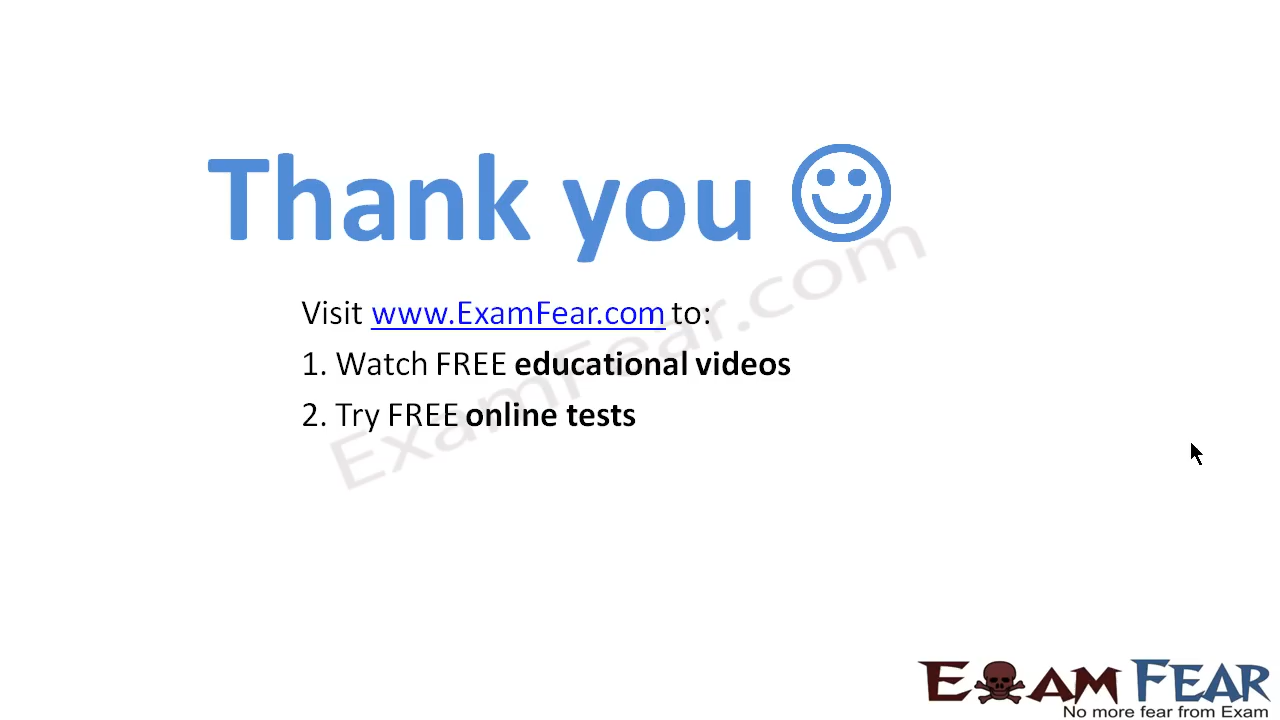 Thank you
Visit www.ExamFear.com to:
1. Watch FREE educational videos
2. Try FREE online tests
ExamFear.com
EXAM FEAR
No more fear from Exam